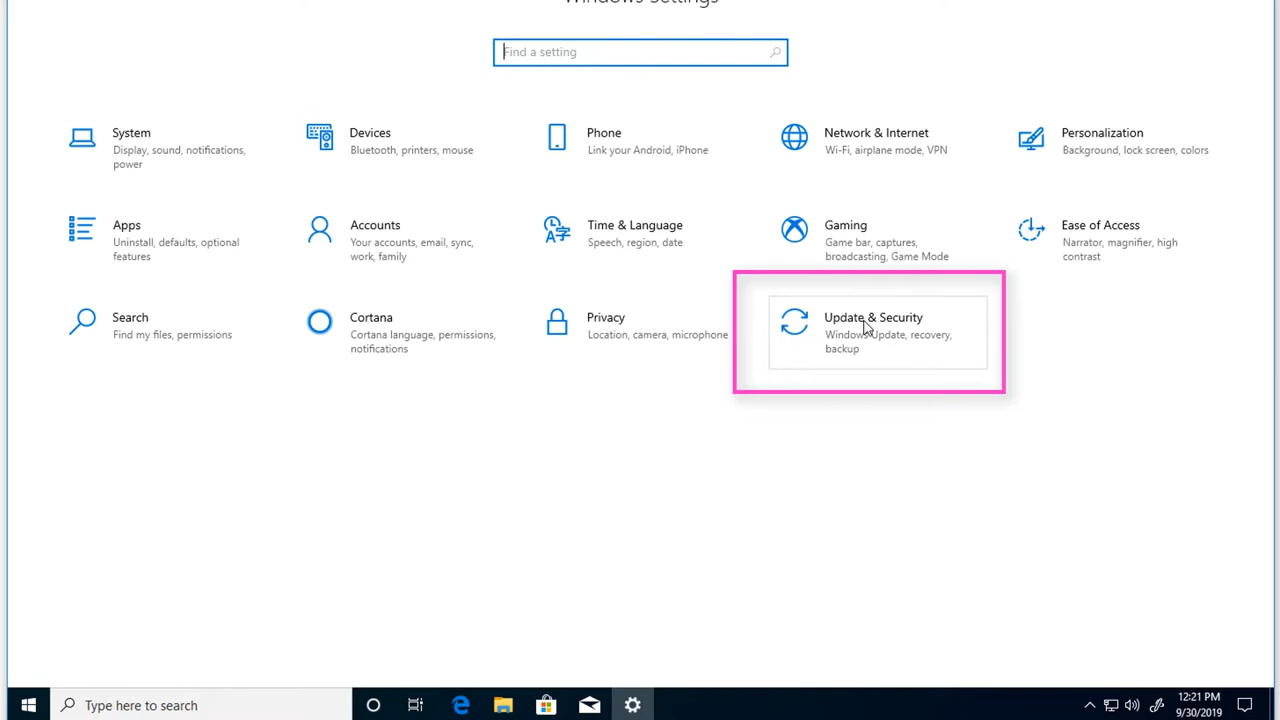 Windows Settings
Find a setting
System
Display, sound, notifications,
power
Devices
Bluetooth, printers, mouse
Phone
Link your Android, iPhone
Network & Internet
Wi-Fi, airplane mode, VPN
Personalization
Background, lock screen, colors
Apps
Uninstall, defaults, optional
features
Accounts
Your accounts, email, sync,
work, family
Time & Language
Speech, region, date
Gaming
Game bar, captures,
broadcasting, Game Mode
Ease of Access
Narrator, magnifier, high
contrast
Search
Find my files, permissions
Cortana
Cortana language, permissions,
notifications
Privacy
Location, camera, microphone
Update & Security
Windows Update, recovery,
backup
Type here to search
12:21 PM
9/30/2019